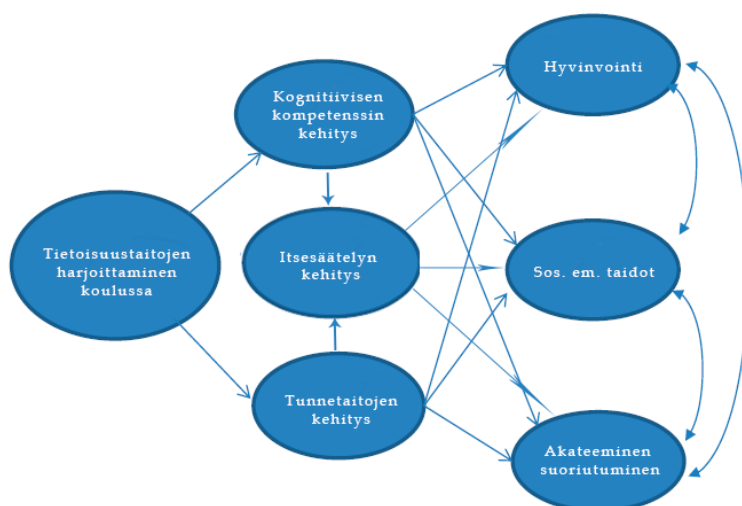 Hyvinvointi
Kognitiivisen
kompetenssin
kehitys
Tietoisuustaitojen
harjoittaminen
koulussa
Itsesäätelyn
kehitys
Sos. em. taidot
Tunnetaitojen
kehitys
Akateeminen
suoriutuminen